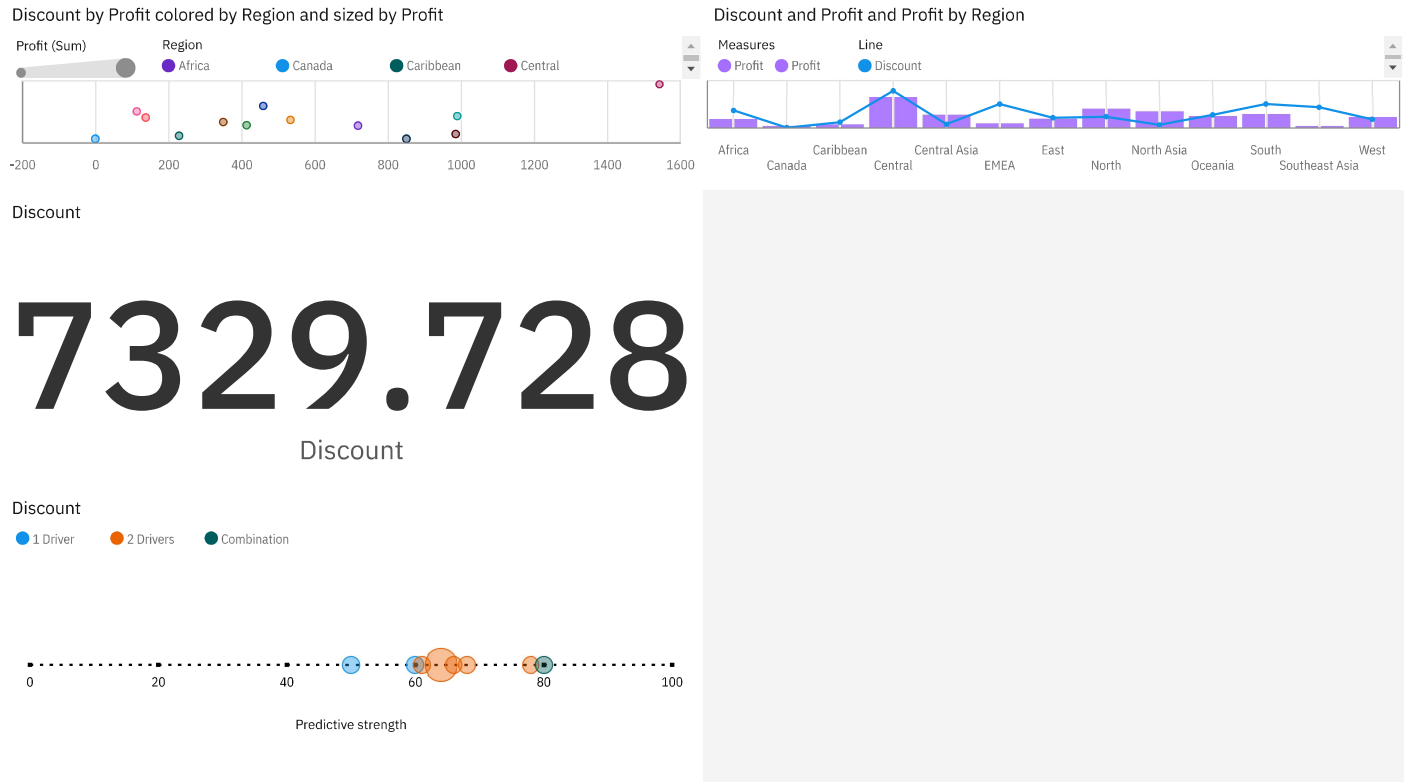 Discount by Profit colored by Region and sized by Profit
Profit (Sum)
Region
Africa
Canada
Caribbean
Central
-200 0 200 400 600 800 1000 1200 1400 1600
Discount and Profit and Profit by Region
Measures
Line
Profit
Profit
Discount
Africa Caribbean Central Asia East North Asia South West
Canada Central EMEA North Oceania Southeast Asia
Discount
7329.728
Discount
Discount
1 Driver
2 Drivers
Combination
0 20 40 60 80 100
Predictive strength